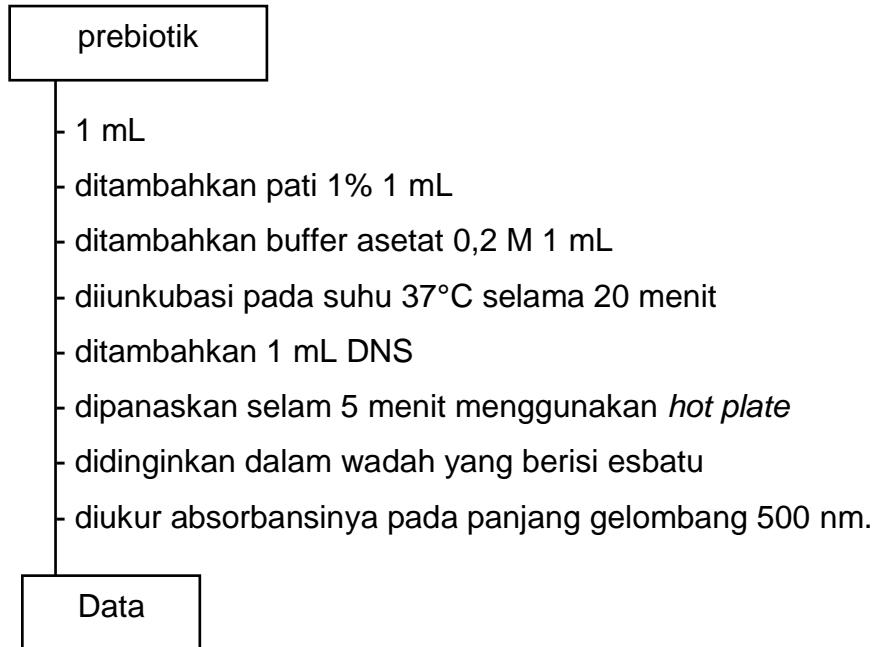 prebiotik
- 1 mL
- ditambahkan pati 1% 1 mL
- ditambahkan buffer asetat 0,2 M 1 mL
- diiunkubasi pada suhu 37°C selama 20 menit
- ditambahkan 1 mL DNS
- dipanaskan selam 5 menit menggunakan hot plate
- didinginkan dalam wadah yang berisi esbatu
- diukur absorbansinya pada panjang gelombang 500 nm.
Data